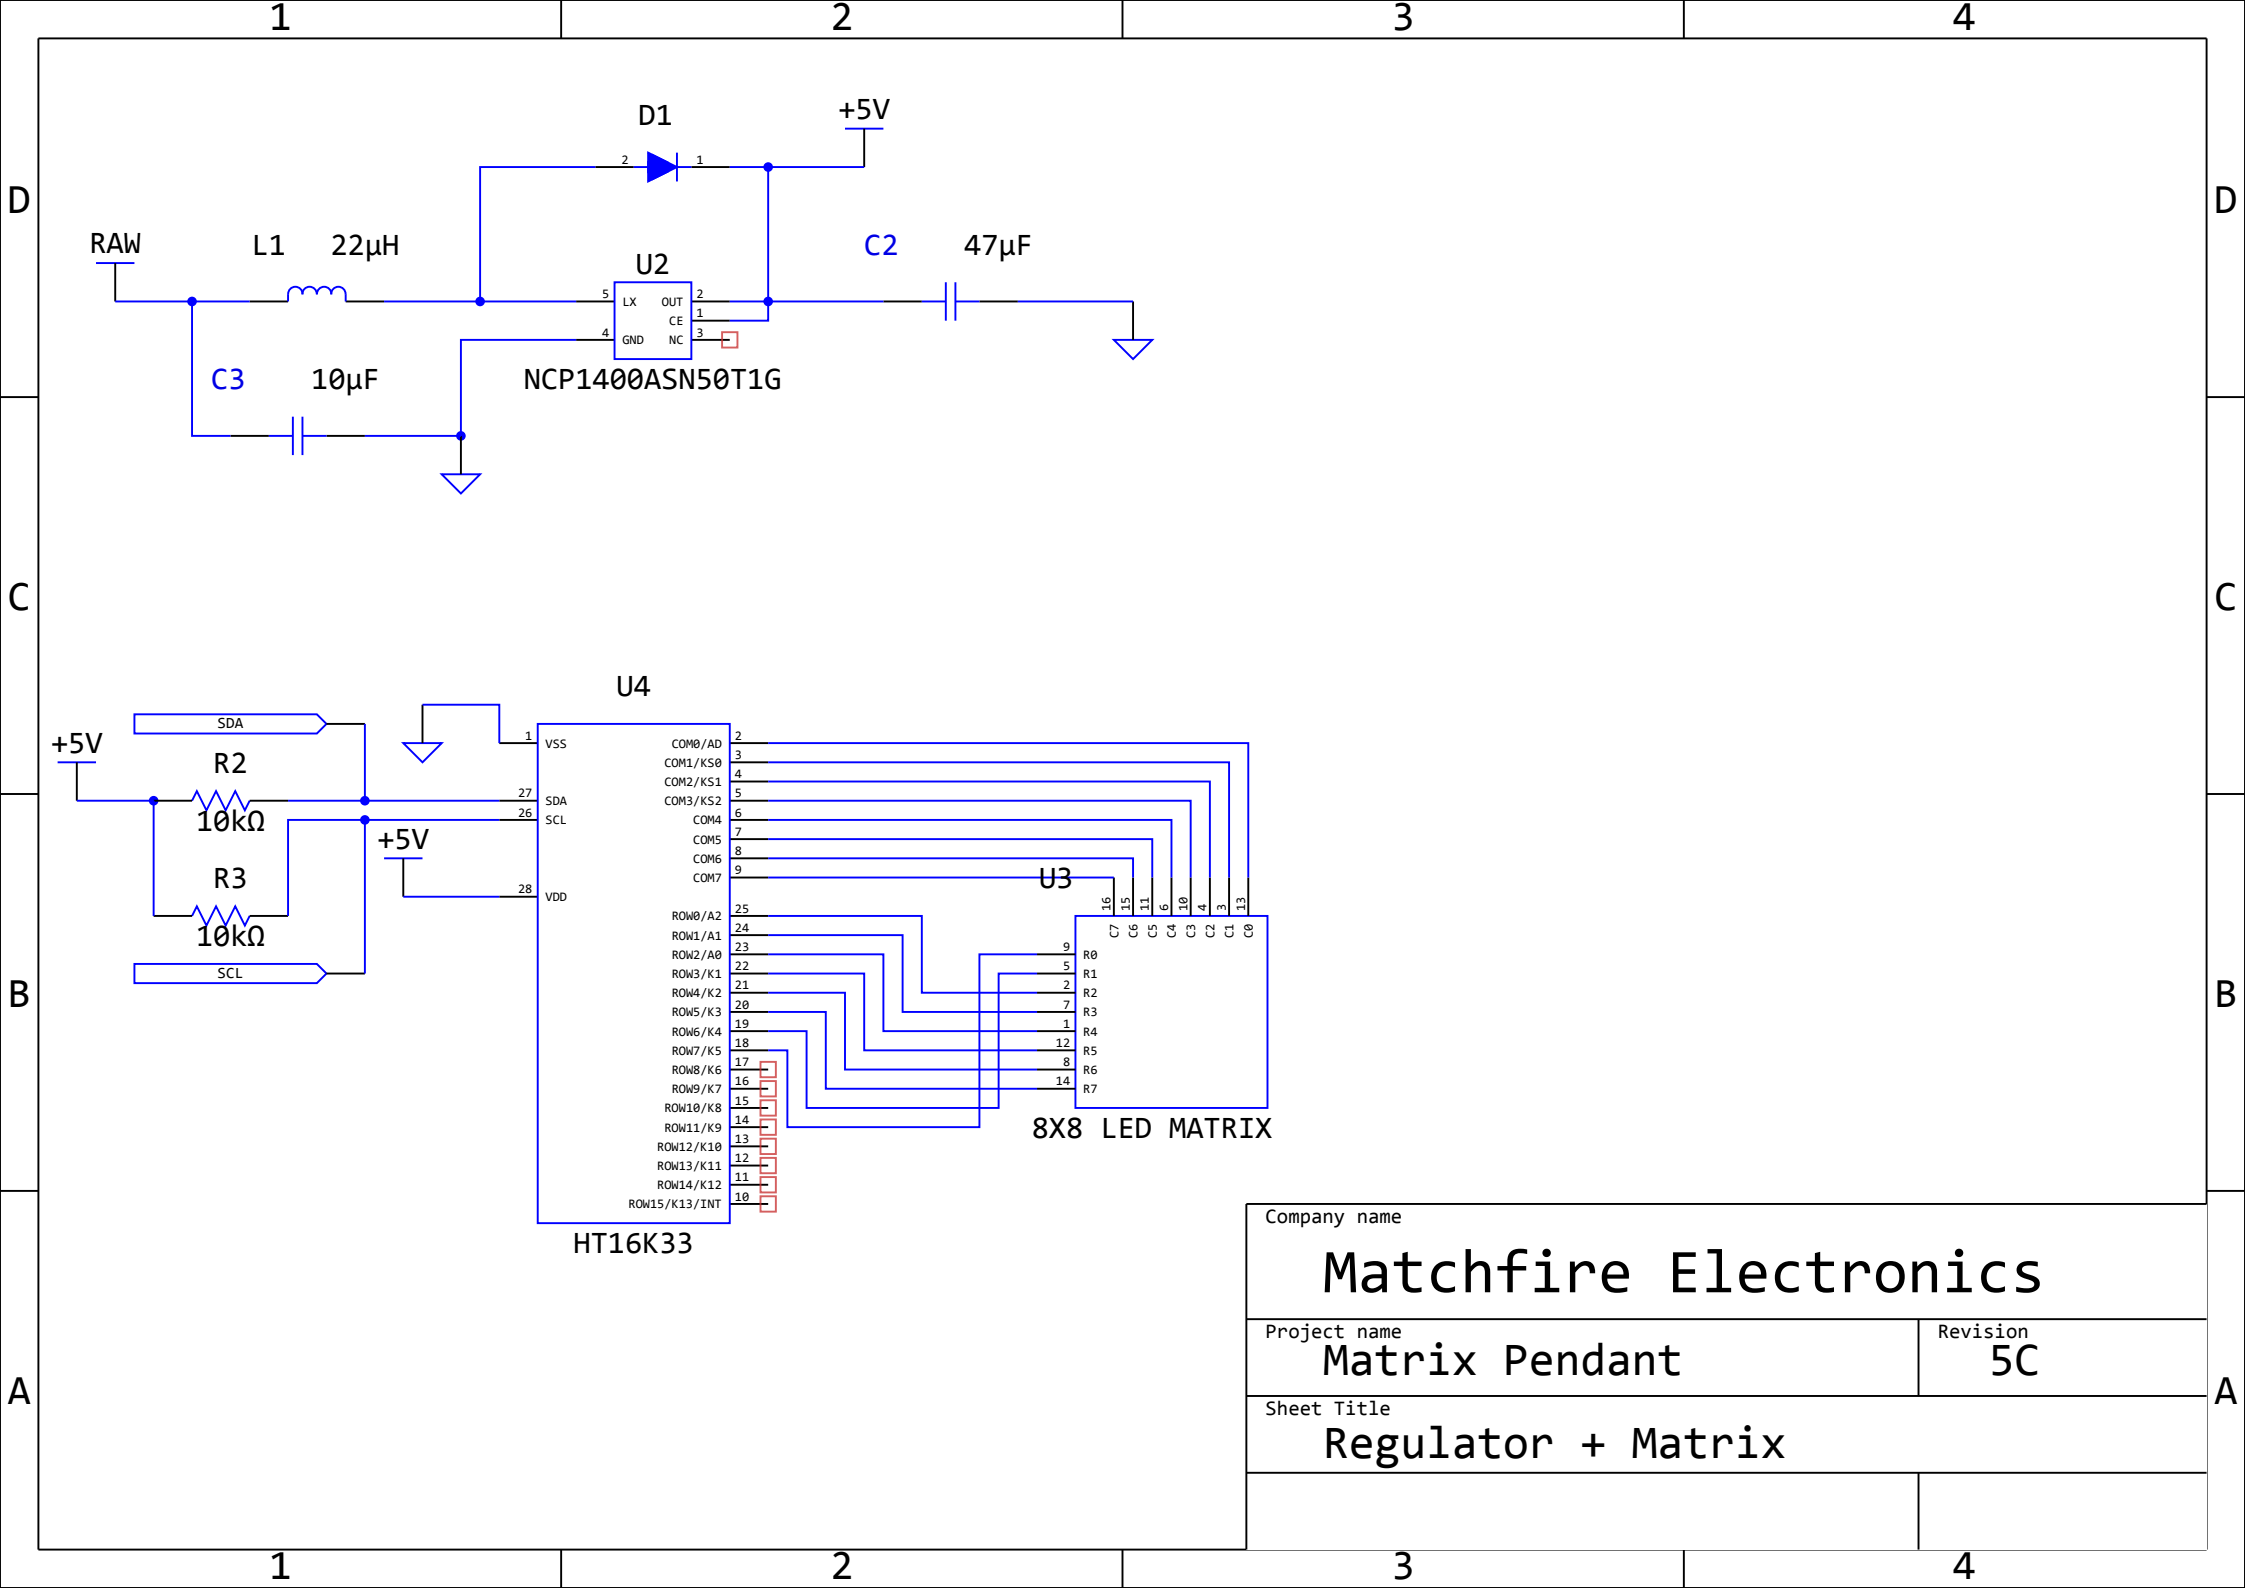 1 2 3 4
D1
+5V
2 1
D D
RAW
L1 22µH
U2
C2 47µF
5 LX OUT 2
CE 1
4 GND NC 3
C3 10µF
NCP1400ASN50T1G
C C
U4
SDA
+5V
R2
10kΩ
+5V
R3
10kΩ
SCL
1 VSS
27 SDA
26 SCL
28 VDD
COM0/AD 2
COM1/KS0 3
COM2/KS1 4
COM3/KS2 5
COM4 6
COM5 7
COM6 8
COM7 9
ROW0/A2 25
ROW1/A1 24
ROW2/A0 23
ROW3/K1 22
ROW4/K2 21
ROW5/K3 20
ROW6/K4 19
ROW7/K5 18
ROW8/K6 17
ROW9/K7 16
ROW10/K8 15
ROW11/K9 14
ROW12/K10 13
ROW13/K11 12
ROW14/K12 11
ROW15/K13/INT 10
HT16K33
U3
16 15 11 6 10 4 3 13
C7 C6 C5 C4 C3 C2 C1 C0
9 R0
5 R1
2 R2
7 R3
1 R4
12 R5
8 R6
14 R7
8X8 LED MATRIX
B B
Company name
Matchfire Electronics
Project name
Matrix Pendant
Revision
5C
Sheet Title
Regulator + Matrix
A A
1 2 3 4